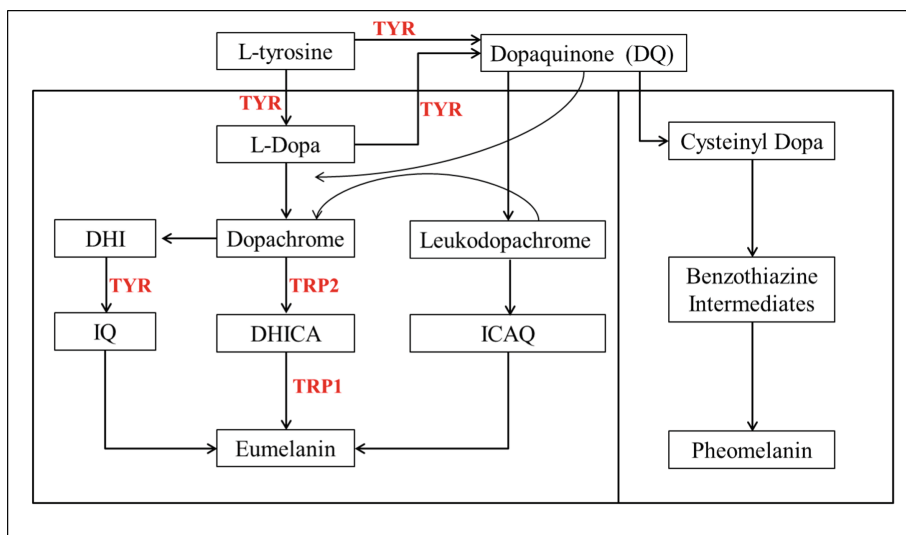 TYR
L-tyrosine
Dopaquinone (DQ)
TYR
TYR
L-Dopa
Cysteinyl Dopa
DHI
Dopachrome
Leukodopachrome
TYR
TRP2
Benzothiazine
Intermediates
IQ
DHICA
ICAQ
TRP1
Eumelanin
Pheomelanin